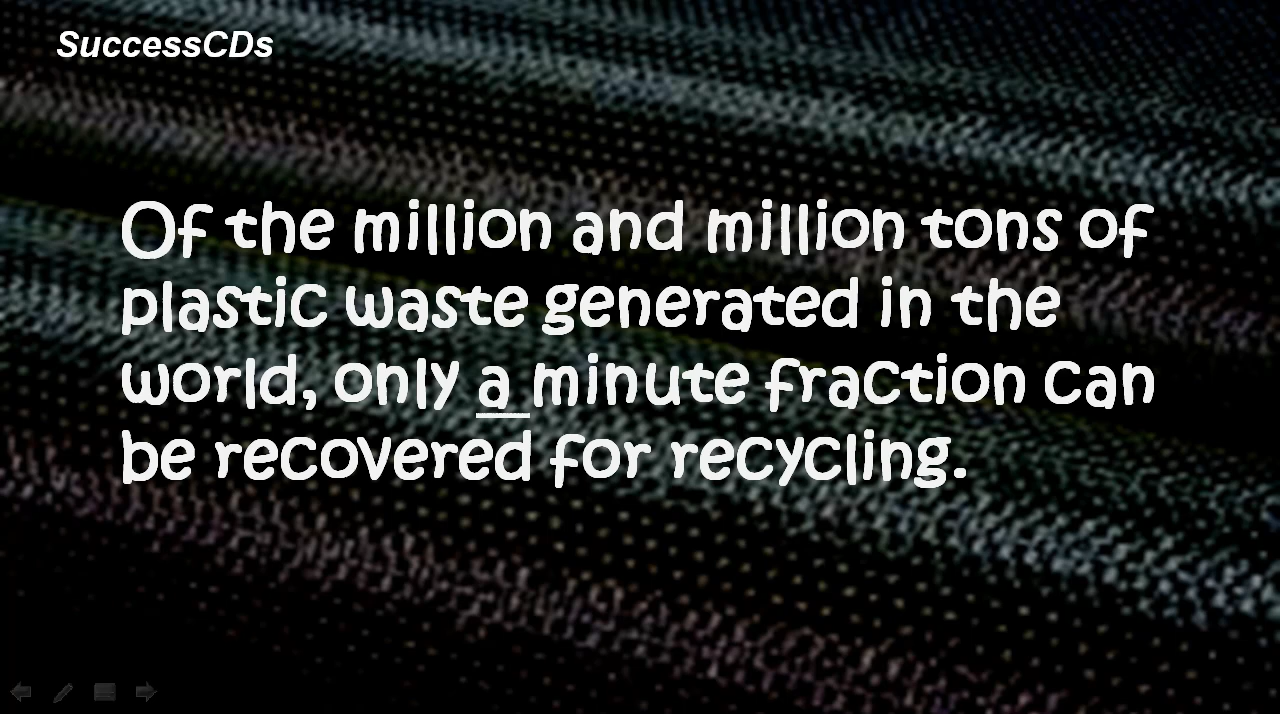 SuccessCDs
Of the million and million tons of
plastic waste generated in the
world, only a minute fraction can
be recovered for recycling.